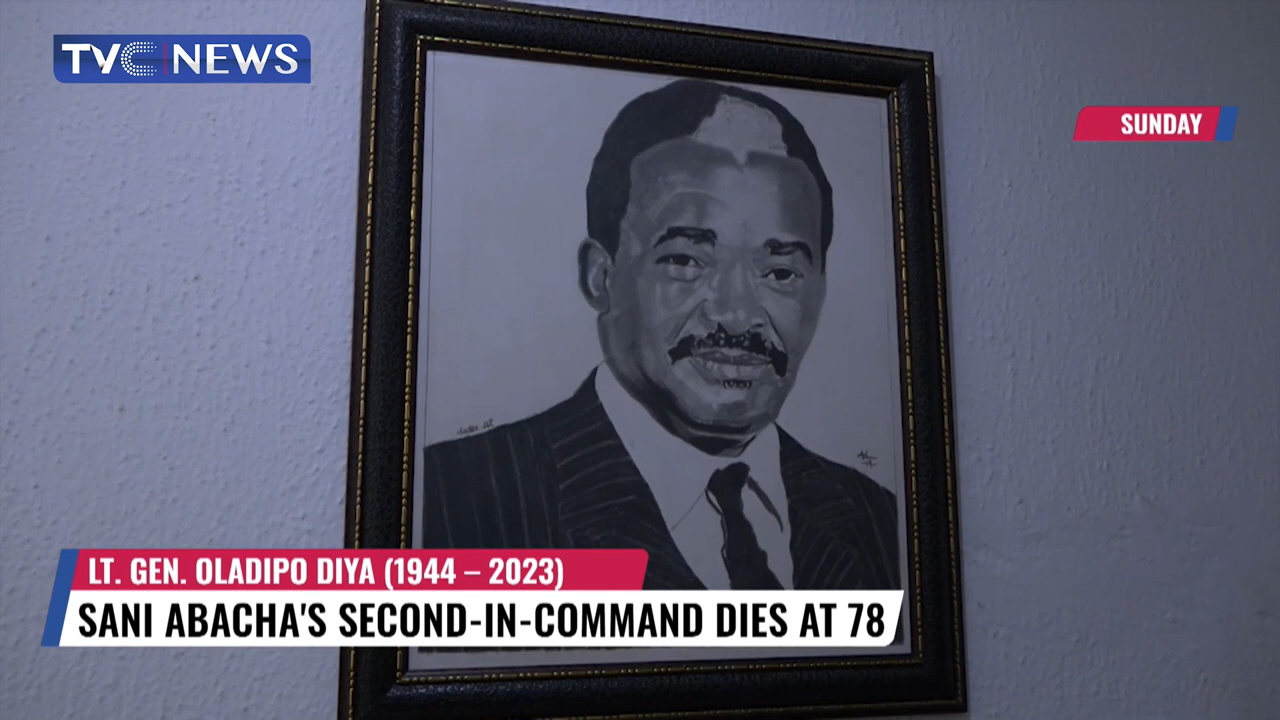 TVC NEWS
SUNDAY
LT. GEN. OLADIPO DIYA (1944 – 2023)
SANI ABACHA'S SECOND-IN-COMMAND DIES AT 78